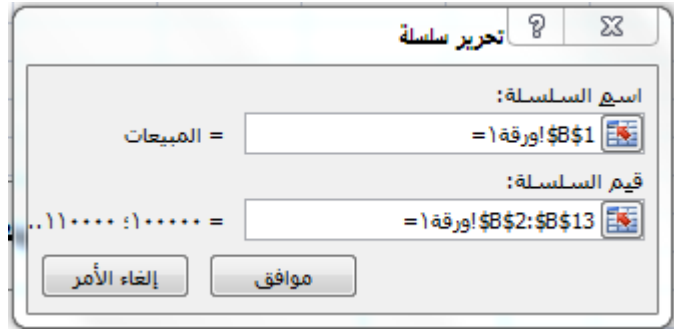 تحرير سلسلة
اسم السلسلة:
=ورقة١!$B$1 = المبيعات
قيم السلسلة:
=ورقة١!$B$2:$B$13 = ١٠٠٠٠٠؛ ١١٠٠٠٠..
موافق إلغاء الأمر